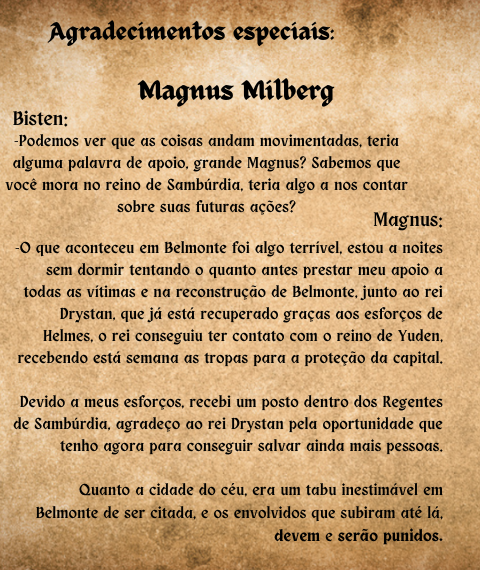 Agradecimentos especiais:
Magnus Milberg
Bisten:
-Podemos ver que as coisas andam movimentadas, teria
alguma palavra de apoio, grande Magnus? Sabemos que
você mora no reino de Sambúrdia, teria algo a nos contar
sobre suas futuras ações?
Magnus:
-O que aconteceu em Belmonte foi algo terrível, estou a noites
sem dormir tentando o quanto antes prestar meu apoio a
todas as vítimas e na reconstrução de Belmonte, junto ao rei
Drystan, que já está recuperado graças aos esforços de
Helmes, o rei conseguiu ter contato com o reino de Yuden,
recebendo está semana as tropas para a proteção da capital.
Devido a meus esforços, recebi um posto dentro dos Regentes
de Sambúrdia, agradeço ao rei Drystan pela oportunidade que
tenho agora para conseguir salvar ainda mais pessoas.
Quanto a cidade do céu, era um tabu inestimável em
Belmonte de ser citada, e os envolvidos que subiram até lá,
devem e serão punidos.